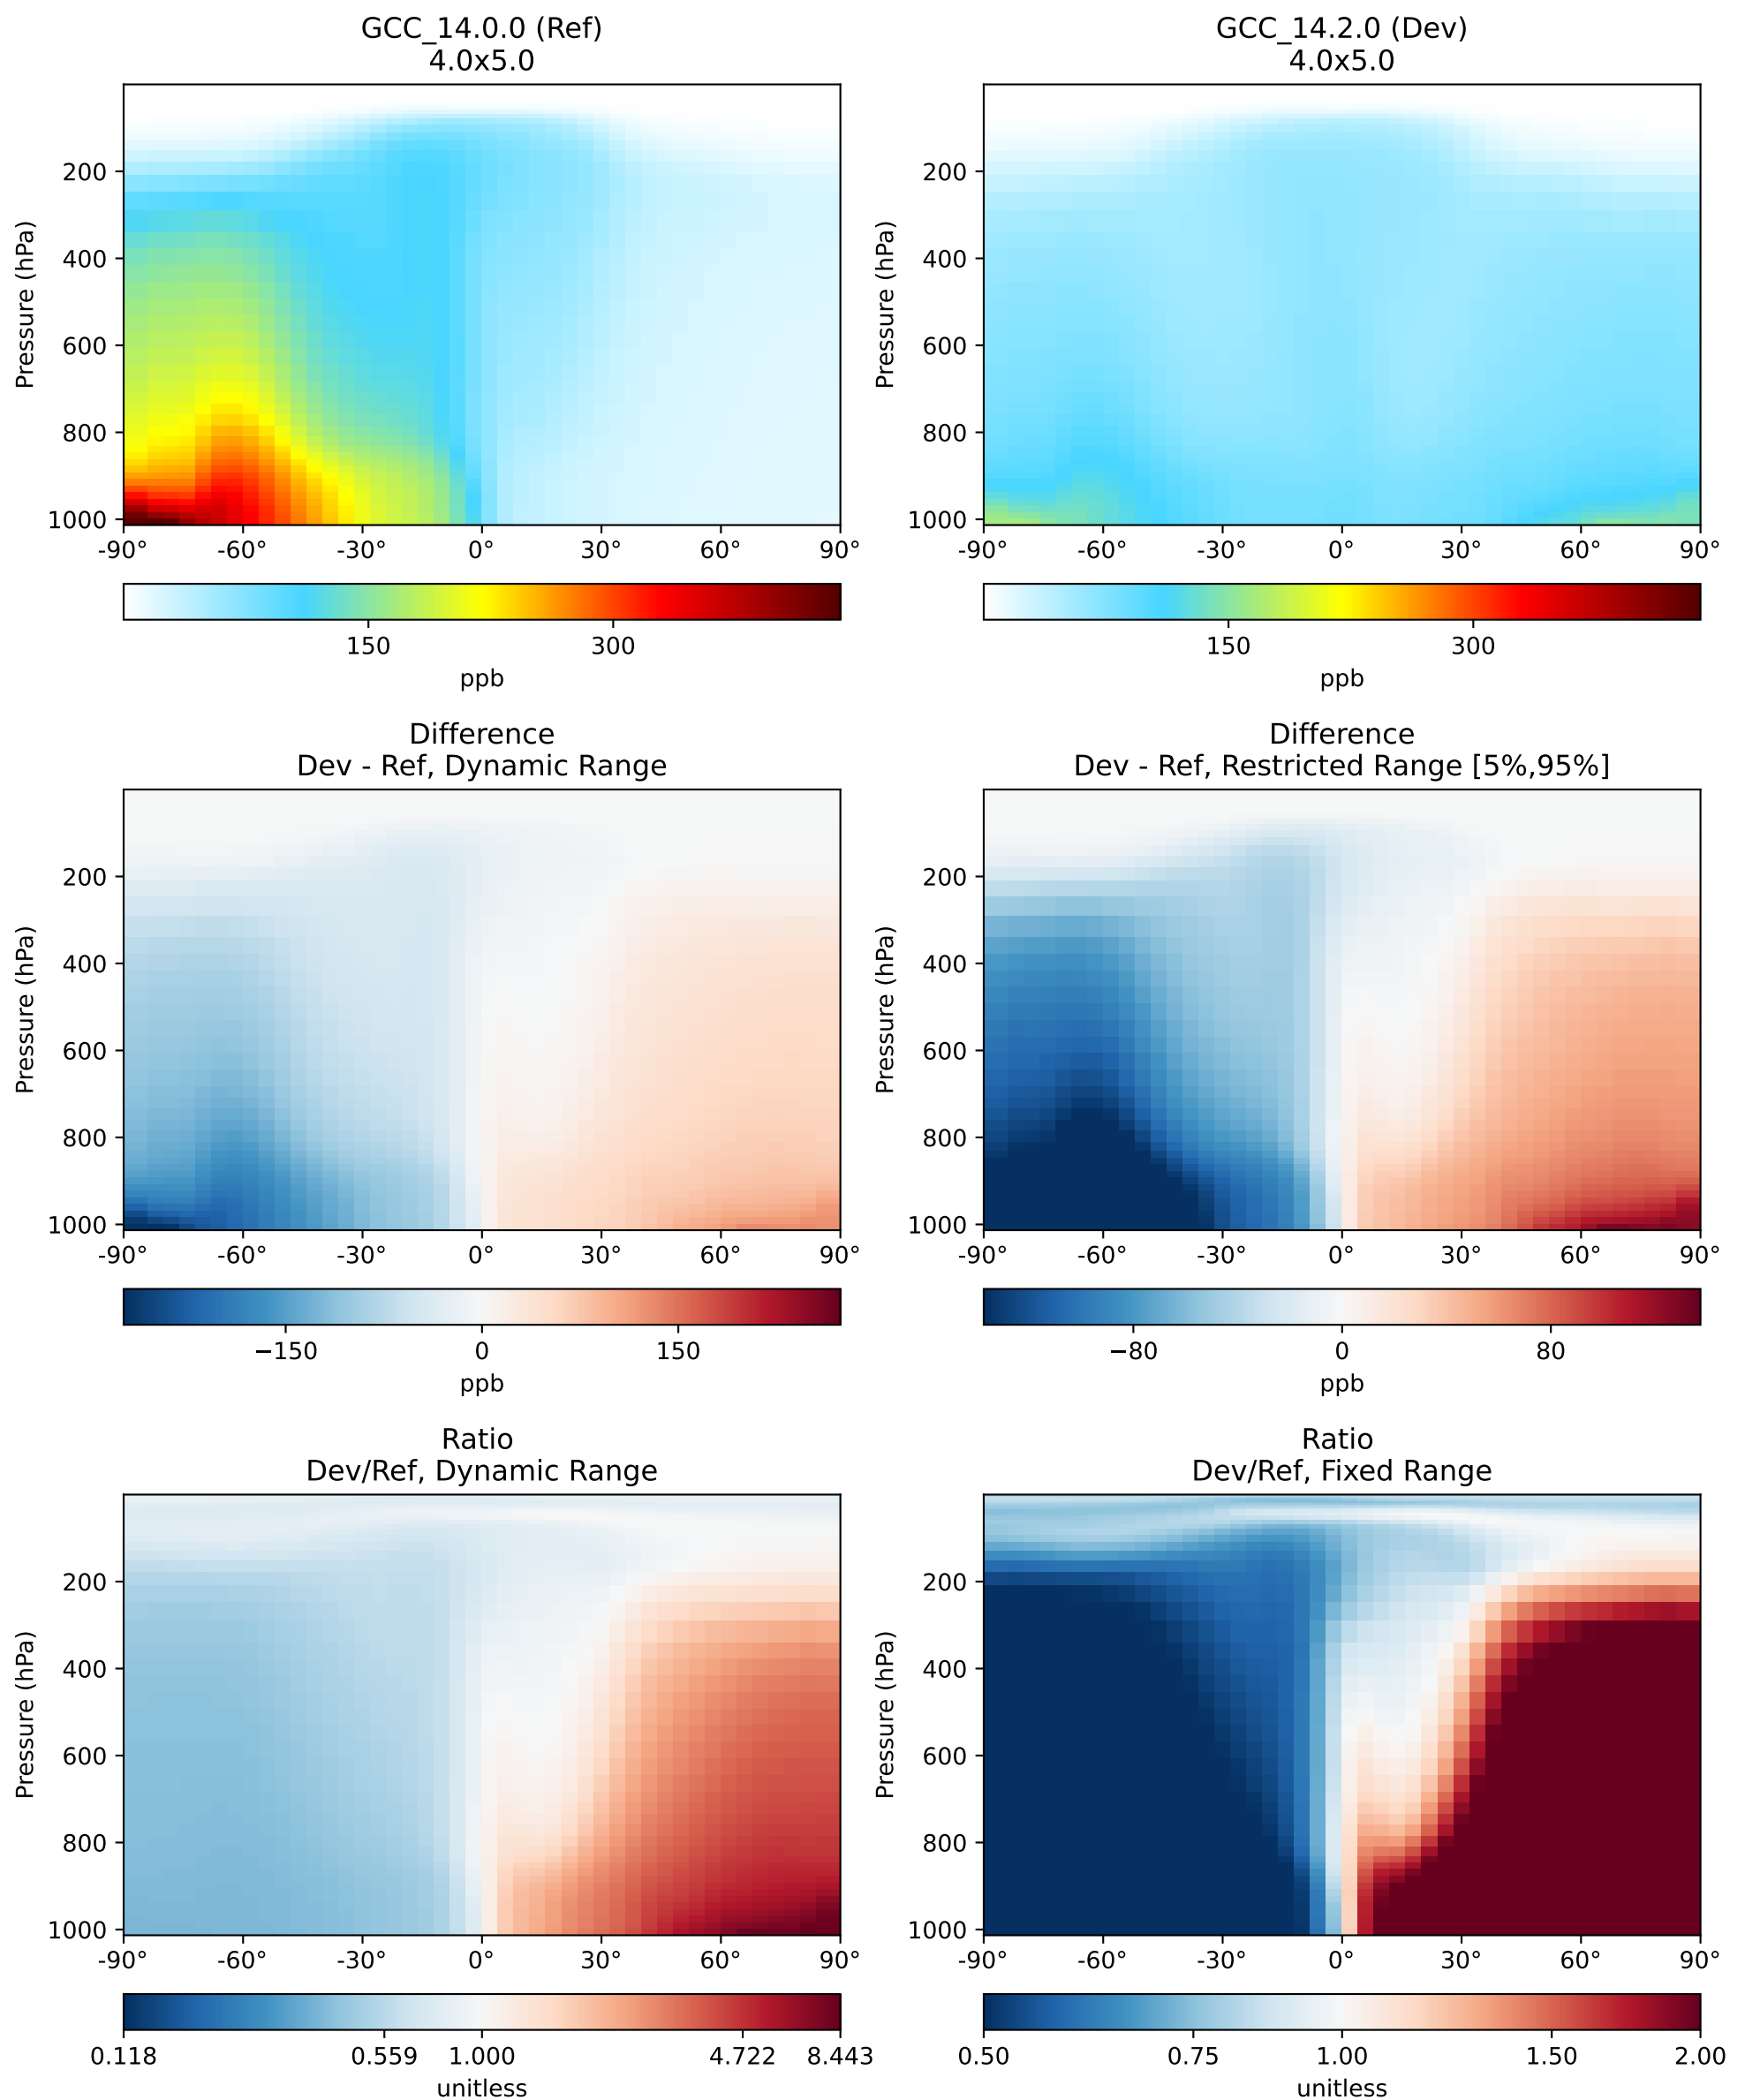 GCC_14.0.0 (Ref)
4.0x5.0
Pressure (hPa)
200
400
600
800
1000
-90° -60° -30° 0° 30° 60° 90°
150 300
ppb
GCC_14.2.0 (Dev)
4.0x5.0
Pressure (hPa)
200
400
600
800
1000
-90° -60° -30° 0° 30° 60° 90°
150 300
ppb
Difference
Dev - Ref, Dynamic Range
Pressure (hPa)
200
400
600
800
1000
-90° -60° -30° 0° 30° 60° 90°
−150 0 150
ppb
Difference
Dev - Ref, Restricted Range [5%,95%]
Pressure (hPa)
200
400
600
800
1000
-90° -60° -30° 0° 30° 60° 90°
−80 0 80
ppb
Ratio
Dev/Ref, Dynamic Range
Pressure (hPa)
200
400
600
800
1000
-90° -60° -30° 0° 30° 60° 90°
0.118 0.559 1.000 4.722 8.443
unitless
Ratio
Dev/Ref, Fixed Range
Pressure (hPa)
200
400
600
800
1000
-90° -60° -30° 0° 30° 60° 90°
0.50 0.75 1.00 1.50 2.00
unitless